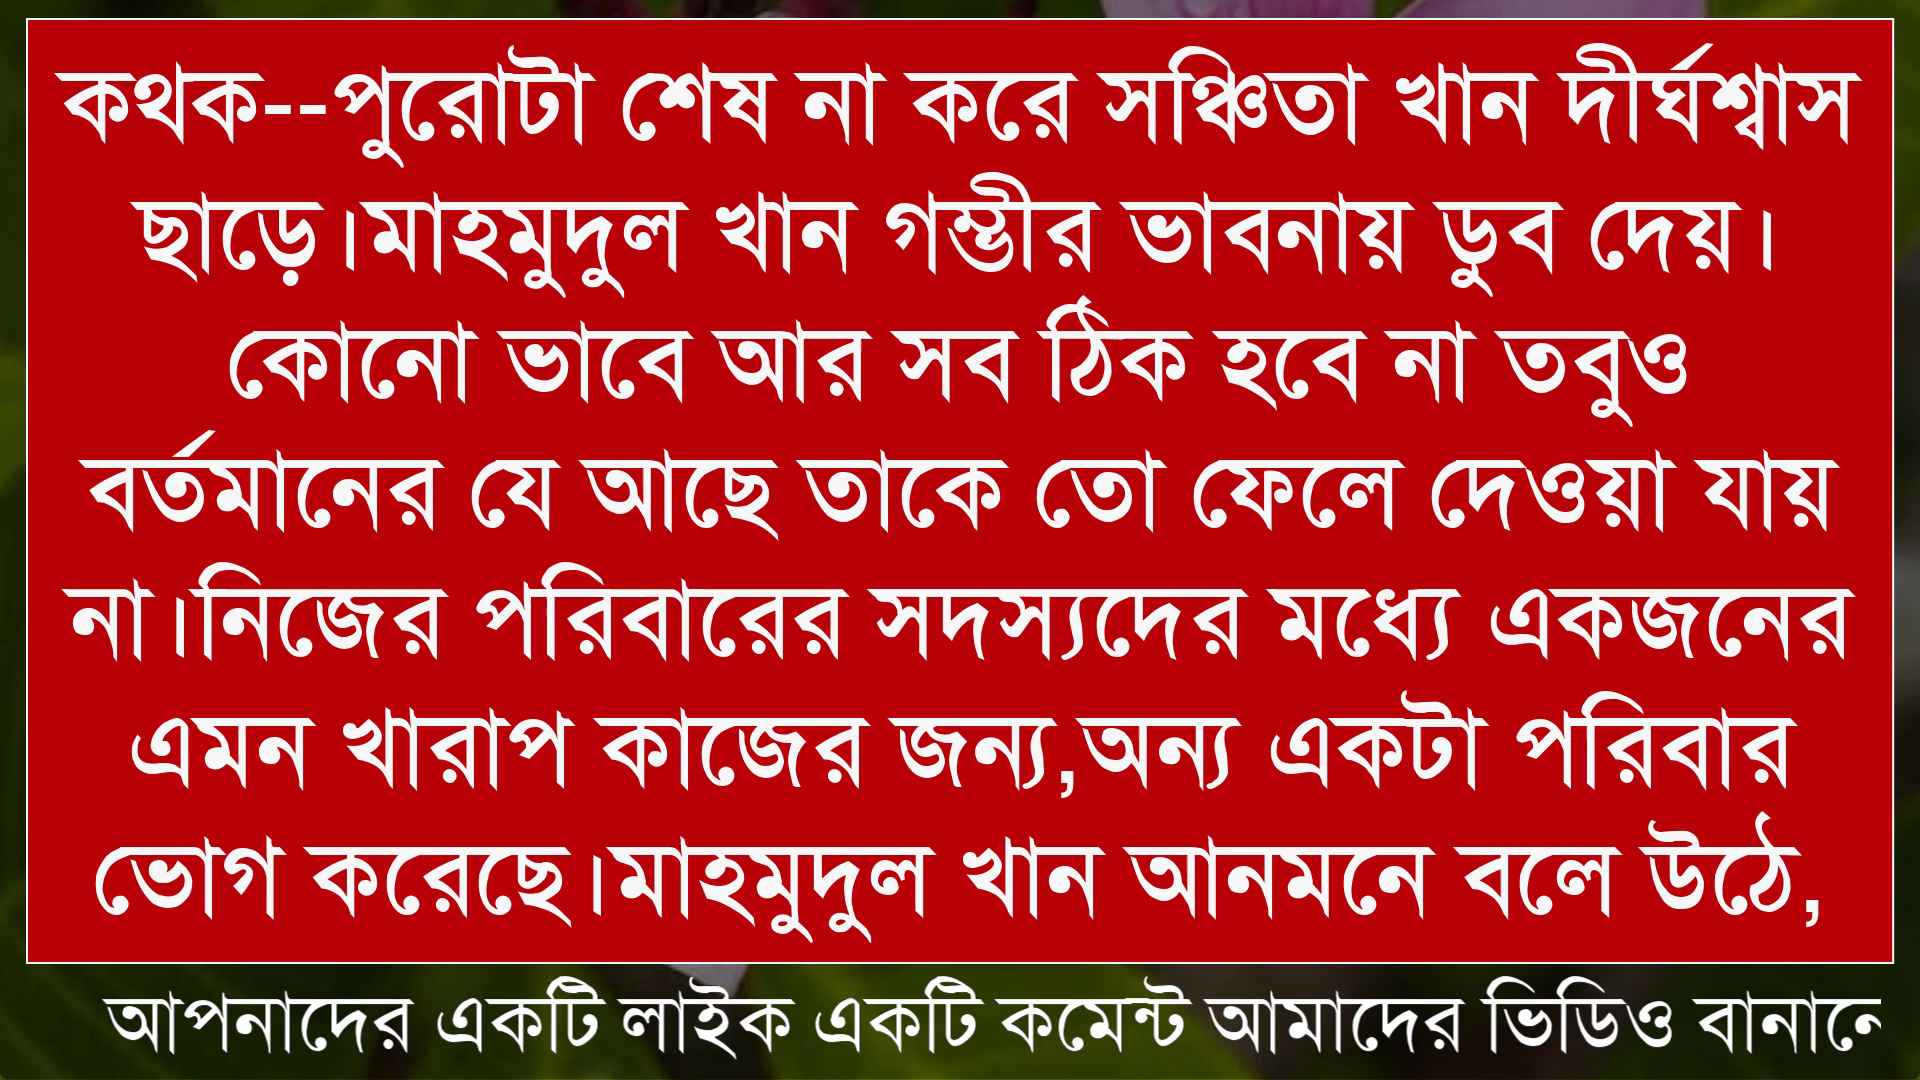 কথক--পুরোটা শেষ না করে সঞ্চিতা খান দীর্ঘশ্বাস
ছাড়ে।মাহমুদুল খান গম্ভীর ভাবনায় ডুব দেয়।
কোনো ভাবে আর সব ঠিক হবে না তবুও
বর্তমানের যে আছে তাকে তো ফেলে দেওয়া যায়
না।নিজের পরিবারের সদস্যদের মধ্যে একজনের
এমন খারাপ কাজের জন্য,অন্য একটা পরিবার
ভোগ করেছে।মাহমুদুল খান আনমনে বলে উঠে,
আপনাদের একটি লাইক একটি কমেন্ট আমাদের ভিডিও